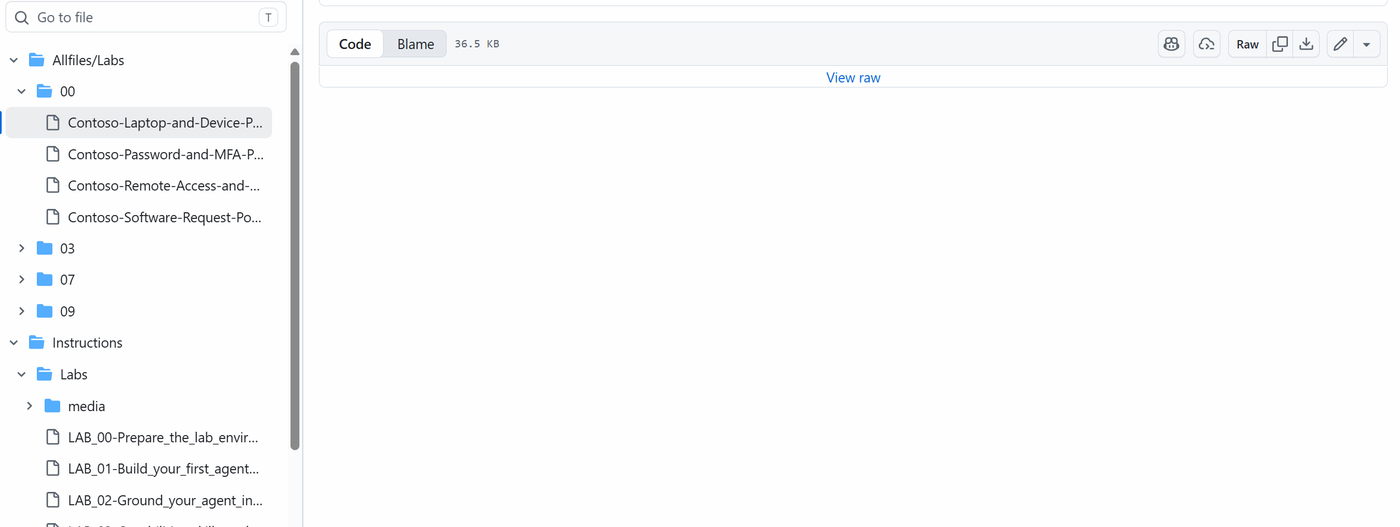 Go to file
T
Allfiles/Labs
00
Contoso-Laptop-and-Device-P...
Contoso-Password-and-MFA-P...
Contoso-Remote-Access-and-...
Contoso-Software-Request-Po...
03
07
09
Instructions
Labs
media
LAB_00-Prepare_the_lab_envir...
LAB_01-Build_your_first_agent...
LAB_02-Ground_your_agent_in...
Code
Blame
36.5 KB
Raw
View raw